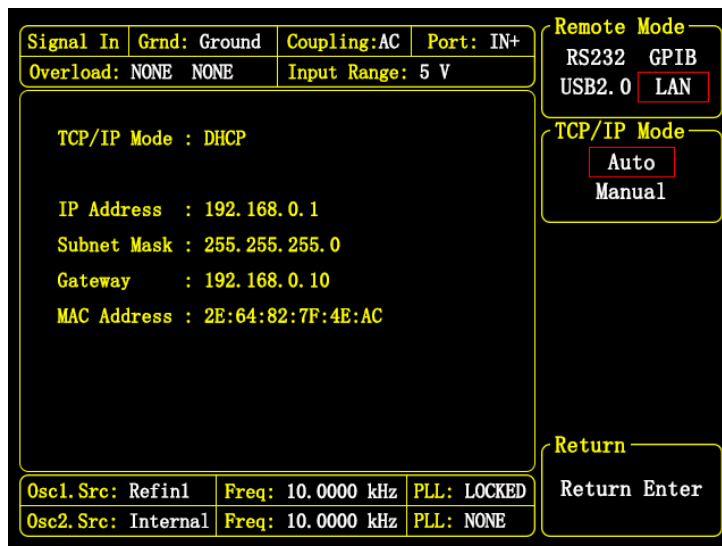 Signal In Grnd: Ground Coupling:AC Port: IN+
Overload: NONE NONE Input Range: 5 V
TCP/IP Mode : DHCP
IP Address : 192.168.0.1
Subnet Mask : 255.255.255.0
Gateway : 192.168.0.10
MAC Address : 2E:64:82:7F:4E:AC
Osc1.Src: Refin1 Freq: 10.0000 kHz PLL: LOCKED
Osc2.Src: Internal Freq: 10.0000 kHz PLL: NONE
Remote Mode
RS232 GPIB
USB2.0 LAN
TCP/IP Mode
Auto
Manual
Return
Return Enter